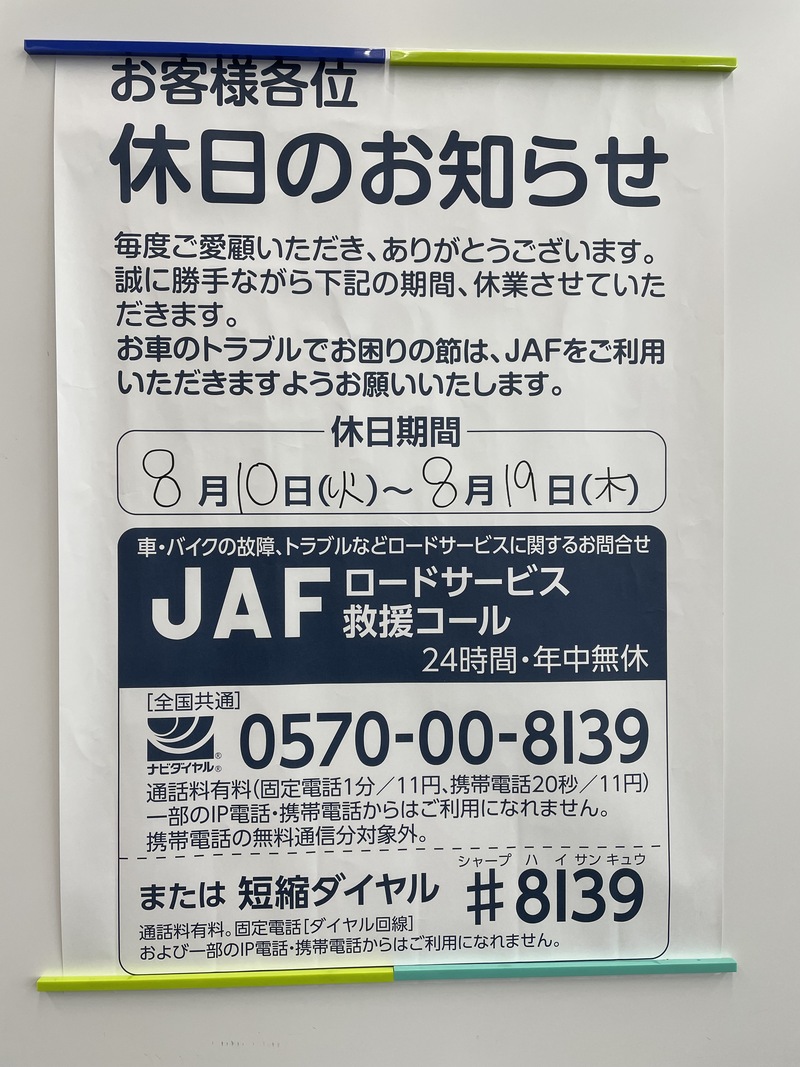 お客様各位
休日のお知らせ
毎度ご愛顧いただき、ありがとうございます。
誠に勝手ながら下記の期間、休業させていた
だきます。
お車のトラブルでお困りの節は、JAFをご利用
いただきますようお願いいたします。
休日期間
8月10日(火)〜8月19日(木)
車・バイクの故障、トラブルなどロードサービスに関するお問合せ
JAF ロードサービス
救援コール
24時間・年中無休
[全国共通]
ナビダイヤル® 0570-00-8139
通話料有料(固定電話1分／11円、携帯電話20秒／11円)
一部のIP電話・携帯電話からはご利用になれません。
携帯電話の無料通信分対象外。
シャープ ハ イ サン キュウ
または 短縮ダイヤル #8139
通話料有料。固定電話[ダイヤル回線]
および一部のIP電話・携帯電話からはご利用になれません。